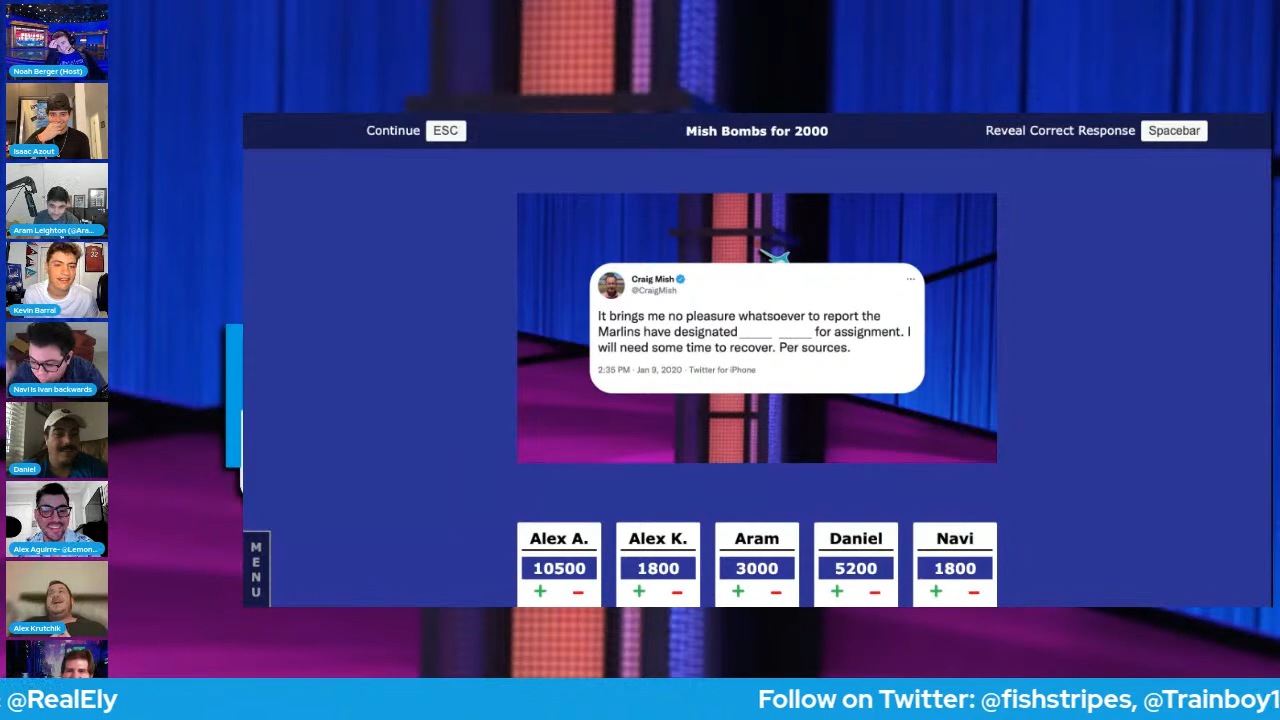 Noah Berger (Host)
Isaac Azout
Aram Leighton (@Ara...
Kevin Barral
Navi is Ivan backwards
Daniel
Alex Aguirre- @Lemon...
Alex Krutchik
Continue ESC
Mish Bombs for 2000
Reveal Correct Response Spacebar
Craig Mish
@CraigMish
It brings me no pleasure whatsoever to report the
Marlins have designated _____ _____ for assignment. I
will need some time to recover. Per sources.
2:35 PM · Jan 9, 2020 · Twitter for iPhone
MENU
Alex A. Alex K. Aram Daniel Navi
10500 1800 3000 5200 1800
+ − + − + − + − + −
: @RealEly
Follow on Twitter: @fishstripes, @Trainboy1